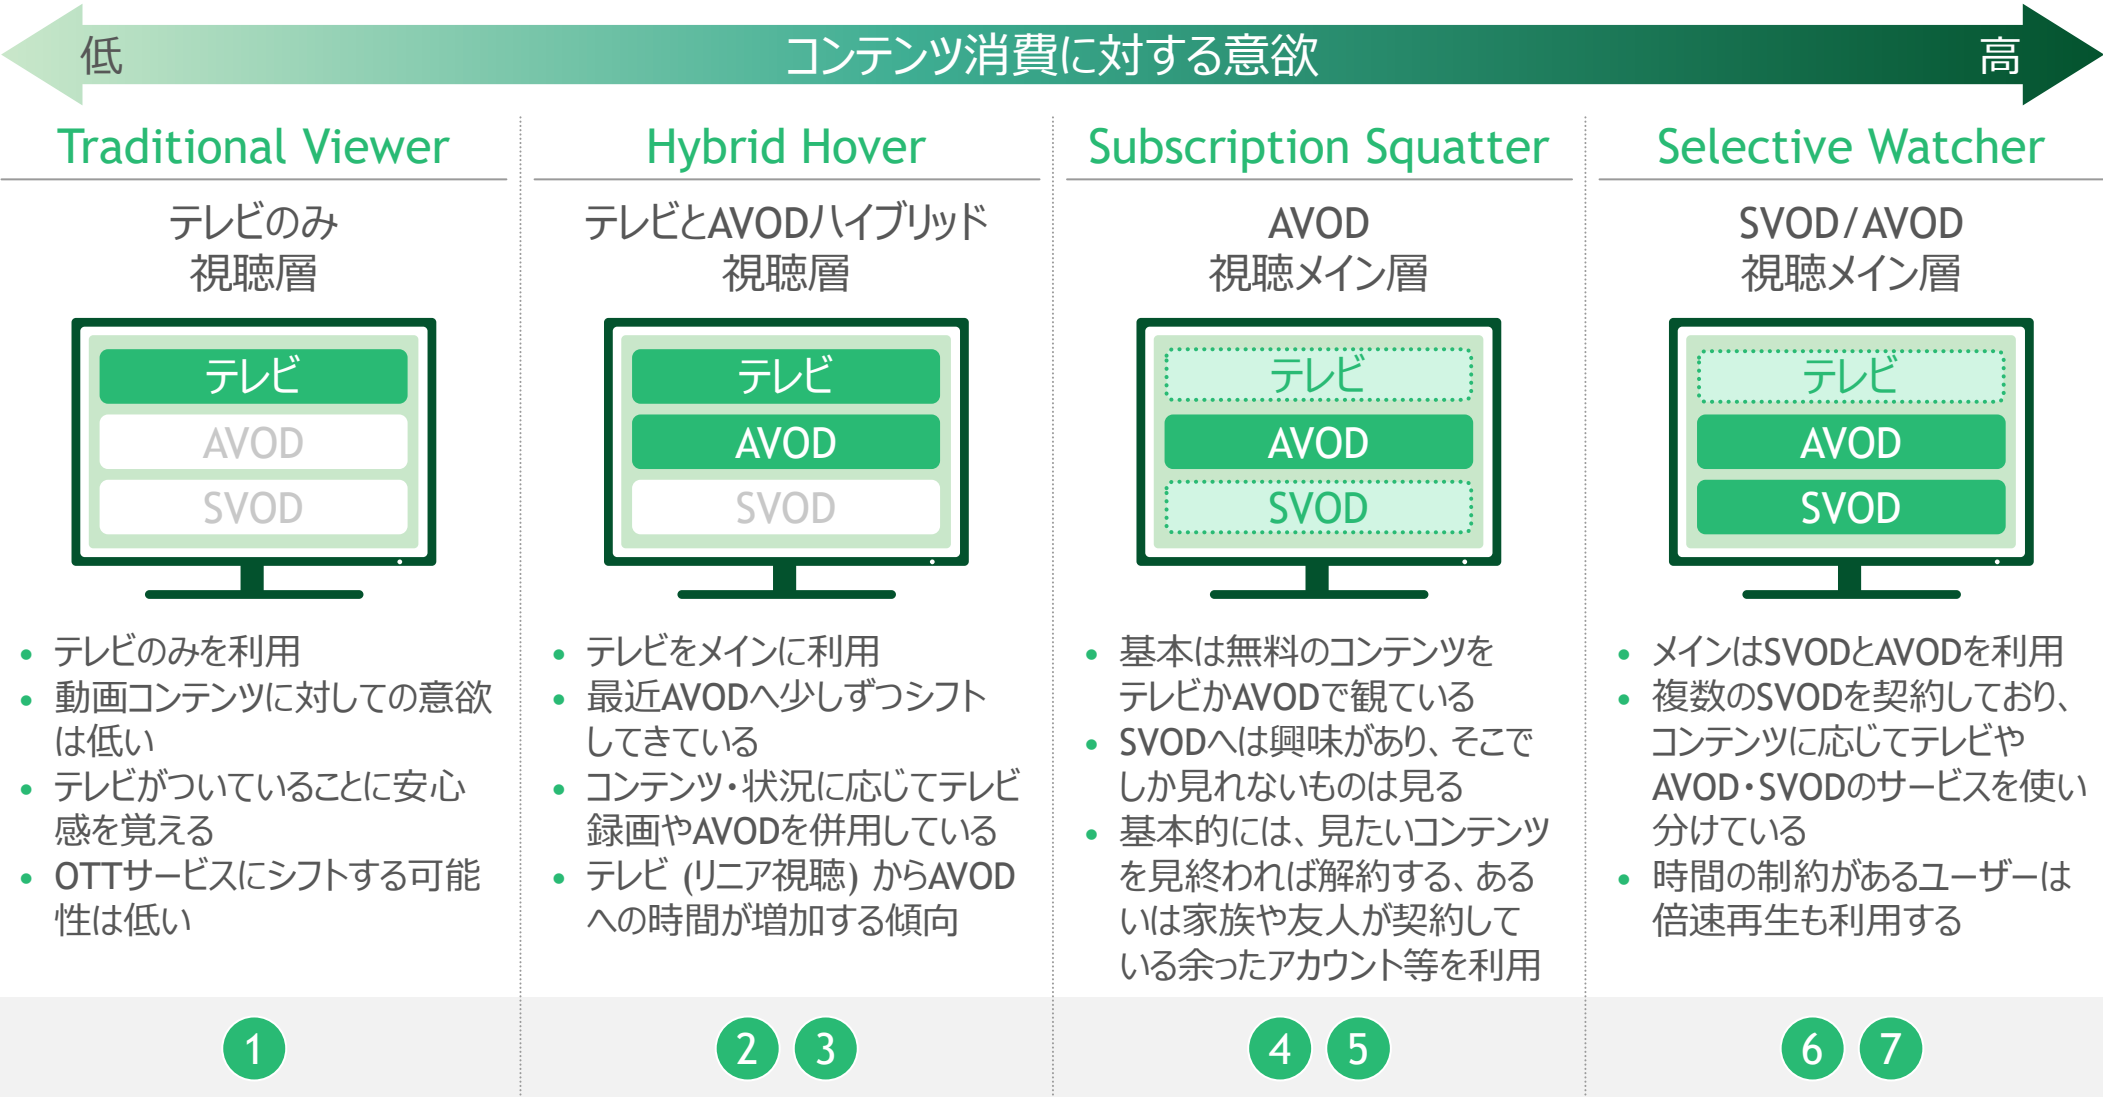 低
コンテンツ消費に対する意欲
高
Traditional Viewer
テレビのみ
視聴層
テレビ
AVOD
SVOD
• テレビのみを利用
• 動画コンテンツに対しての意欲
は低い
• テレビがついていることに安心
感を覚える
• OTTサービスにシフトする可能
性は低い
1
Hybrid Hover
テレビとAVODハイブリッド
視聴層
テレビ
AVOD
SVOD
• テレビをメインに利用
• 最近AVODへ少しずつシフト
してきている
• コンテンツ・状況に応じてテレビ
録画やAVODを併用している
• テレビ (リニア視聴) からAVOD
への時間が増加する傾向
2 3
Subscription Squatter
AVOD
視聴メイン層
テレビ
AVOD
SVOD
• 基本は無料のコンテンツを
テレビかAVODで観ている
• SVODへは興味があり、そこで
しか見れないものは見る
• 基本的には、見たいコンテンツ
を見終われば解約する、ある
いは家族や友人が契約して
いる余ったアカウント等を利用
4 5
Selective Watcher
SVOD/AVOD
視聴メイン層
テレビ
AVOD
SVOD
• メインはSVODとAVODを利用
• 複数のSVODを契約しており、
コンテンツに応じてテレビや
AVOD・SVODのサービスを使い
分けている
• 時間の制約があるユーザーは
倍速再生も利用する
6 7